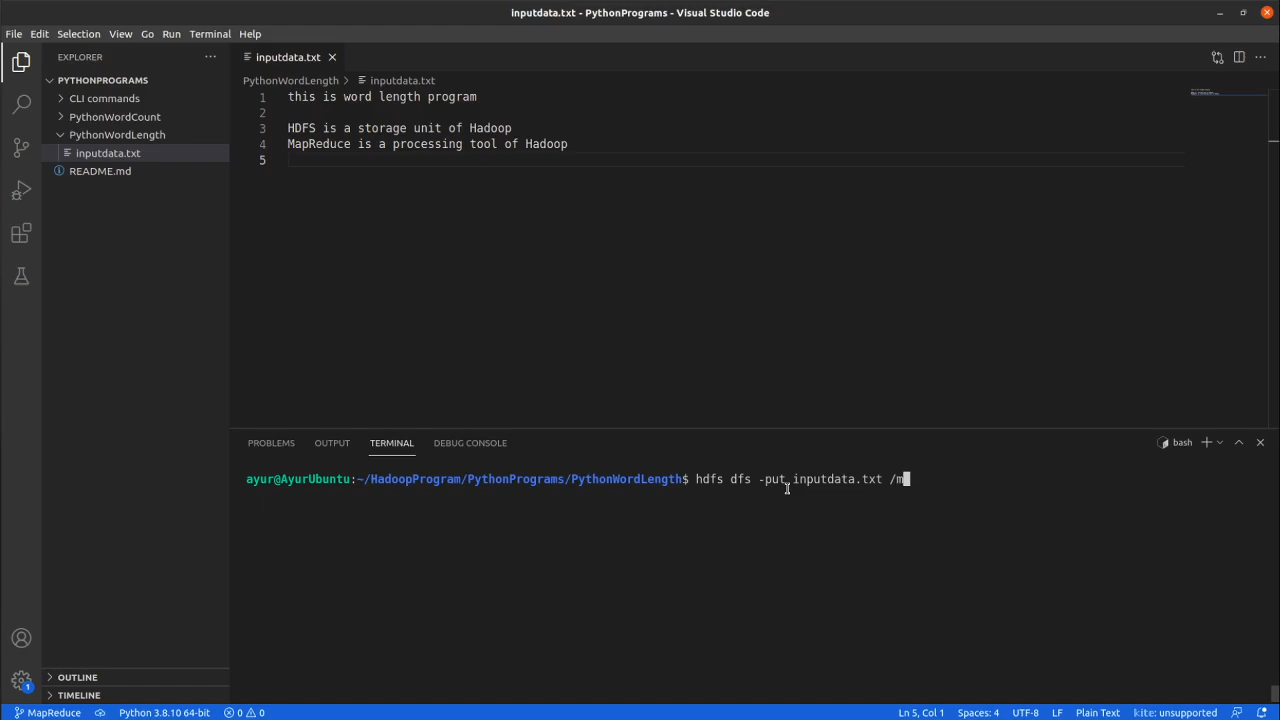 inputdata.txt - PythonPrograms - Visual Studio Code
File Edit Selection View Go Run Terminal Help
EXPLORER
PYTHONPROGRAMS
CLI commands
PythonWordCount
PythonWordLength
inputdata.txt
README.md
OUTLINE
TIMELINE
inputdata.txt
PythonWordLength > inputdata.txt
1 this is word length program
2
3 HDFS is a storage unit of Hadoop
4 MapReduce is a processing tool of Hadoop
5
PROBLEMS OUTPUT TERMINAL DEBUG CONSOLE
bash
ayur@AyurUbuntu:~/HadoopProgram/PythonPrograms/PythonWordLength$ hdfs dfs -put inputdata.txt /m
1
MapReduce Python 3.8.10 64-bit 0 0 Ln 5, Col 1 Spaces: 4 UTF-8 LF Plain Text kite: unsupported